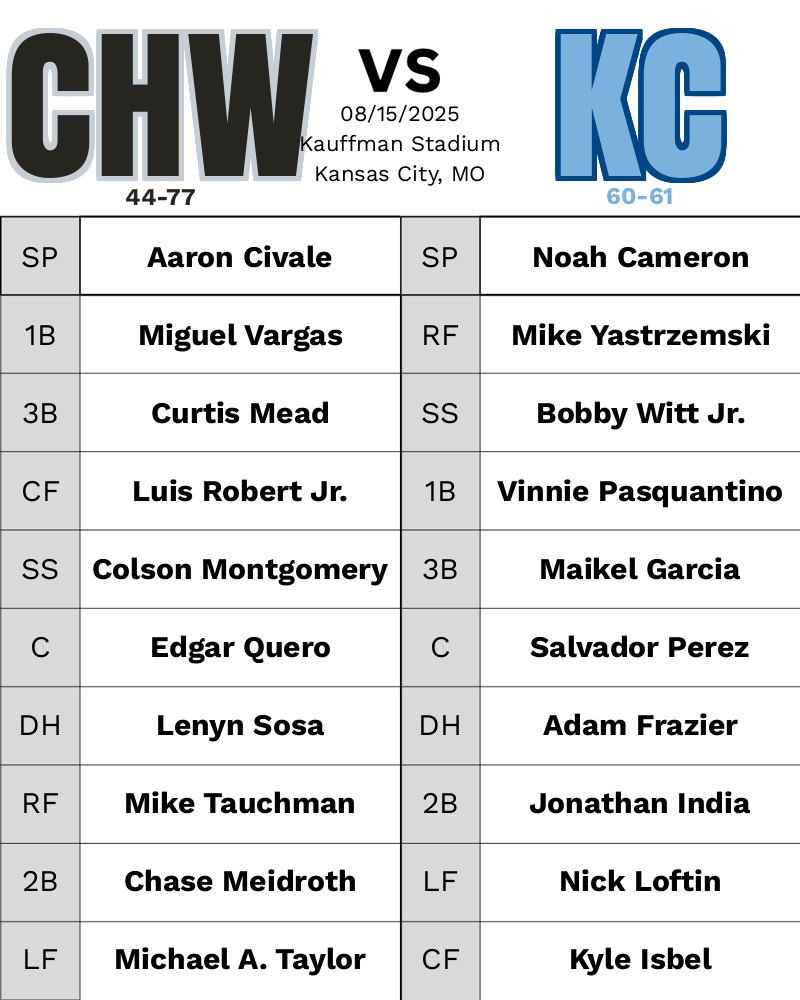 CHW
VS
KC
08/15/2025
Kauffman Stadium
Kansas City, MO
44-77
60-61
SP Aaron Civale SP Noah Cameron
1B Miguel Vargas RF Mike Yastrzemski
3B Curtis Mead SS Bobby Witt Jr.
CF Luis Robert Jr. 1B Vinnie Pasquantino
SS Colson Montgomery 3B Maikel Garcia
C Edgar Quero C Salvador Perez
DH Lenyn Sosa DH Adam Frazier
RF Mike Tauchman 2B Jonathan India
2B Chase Meidroth LF Nick Loftin
LF Michael A. Taylor CF Kyle Isbel